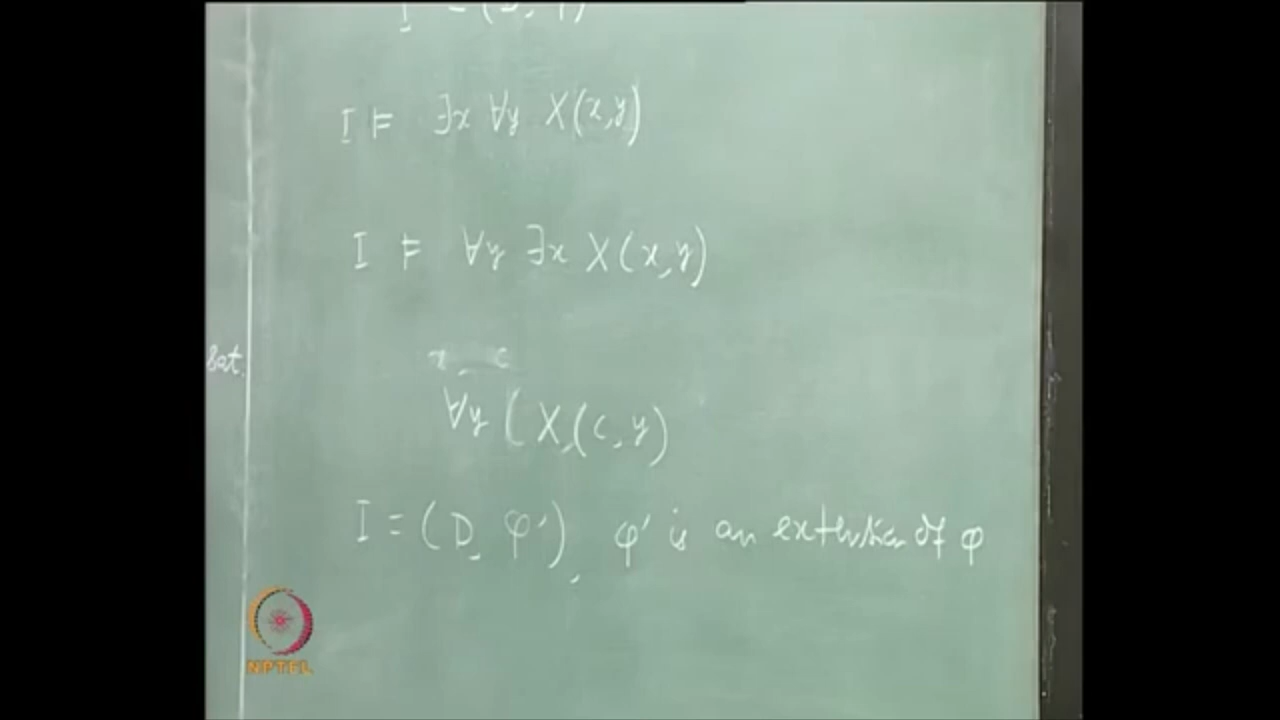 I = (D, φ)
I ⊨ ∃x ∀y X(x,y)
I ⊨ ∀y ∃x X(x,y)
sat.
x c
∀y [ X(c, y)
I = (D, φ'), φ' is an extension of φ
NPTEL